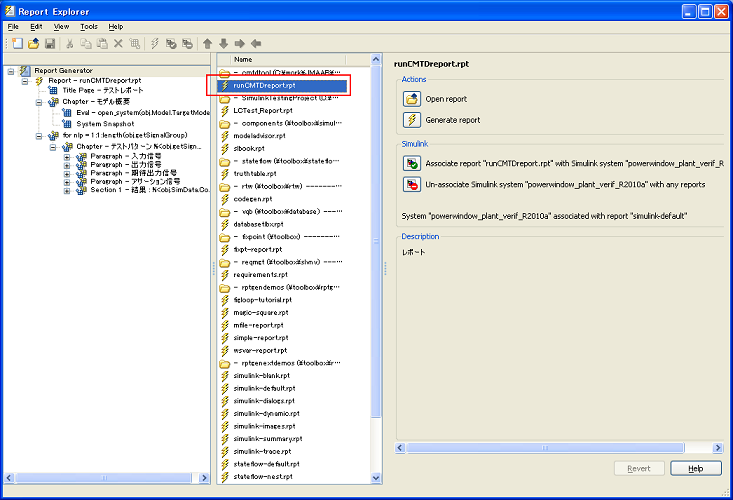 Report Explorer
File Edit View Tools Help
Report Generator
Report - runCMTDreport.rpt
Title Page - テストレポート
Chapter - モデル概要
Eval - open_system(obj.Model.TargetMode
System Snapshot
for nlp = 1:1:length(obj.getSignalGroup)
Chapter - テストパターン %<obj.getSign...
Paragraph - 入力信号
Paragraph - 出力信号
Paragraph - 期待出力信号
Paragraph - アサーション信号
Section 1 - 結果 : %<obj.SimData.Co...
Name
- cmtdtool (C:¥work¥JMAAB¥…
runCMTDreport.rpt
- SimulinkTestingProject (C:¥…
LCTest_Report.rpt
- components (¥toolbox¥simul…
modeladvisor.rpt
slbook.rpt
- stateflow (¥toolbox¥stateflo…
truthtable.rpt
- rtw (¥toolbox¥rtw) -------…
codegen.rpt
- vqb (¥toolbox¥database) ----…
databasetlbx.rpt
- fixpoint (¥toolbox) -------…
fixpt-report.rpt
- reqmgt (¥toolbox¥slvnv) ---…
requirements.rpt
- rptgendemos (¥toolbox¥rptg…
figloop-tutorial.rpt
magic-square.rpt
mfile-report.rpt
simple-report.rpt
wsvar-report.rpt
- rptgenextdemos (¥toolbox¥r…
simulink-blank.rpt
simulink-default.rpt
simulink-dialogs.rpt
simulink-dynamic.rpt
simulink-images.rpt
simulink-summary.rpt
simulink-trace.rpt
stateflow-default.rpt
stateflow-nest.rpt
runCMTDreport.rpt
Actions
Open report
Generate report
Simulink
Associate report "runCMTDreport.rpt" with Simulink system "powerwindow_plant_verif_R
Un-associate Simulink system "powerwindow_plant_verif_R2010a" with any reports
System "powerwindow_plant_verif_R2010a" associated with report "simulink-default"
Description
レポート
Revert Help